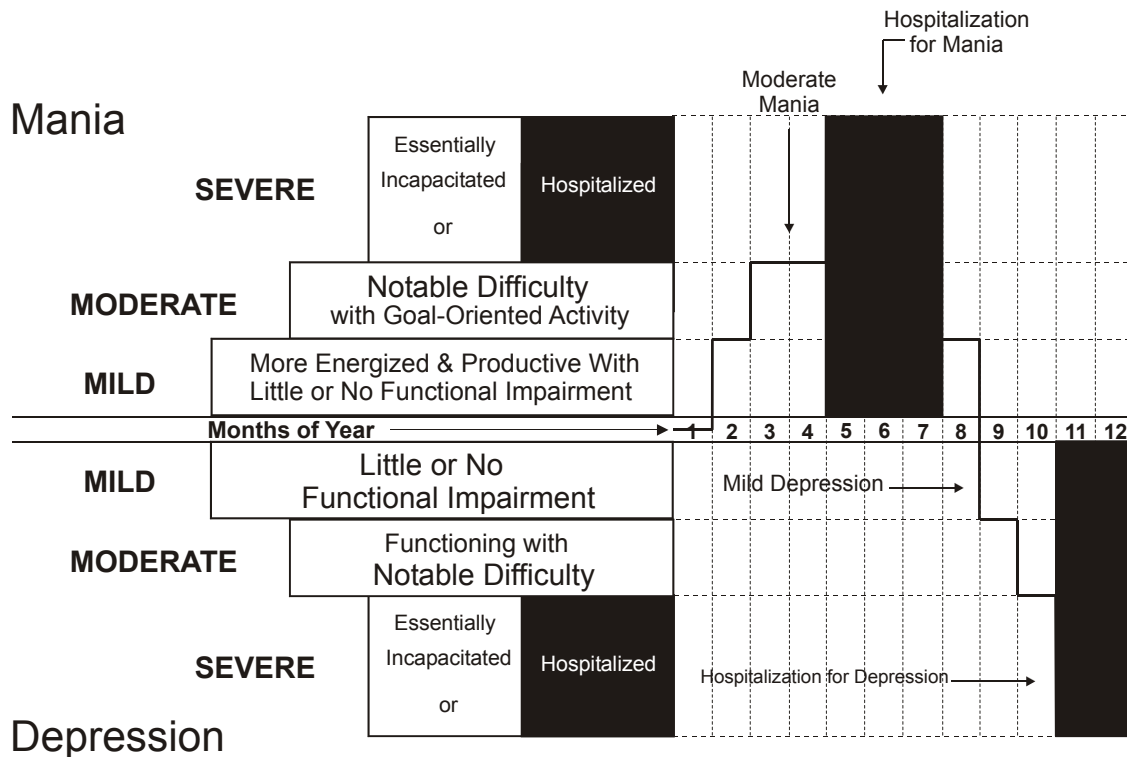 Hospitalization
for Mania
Moderate
Mania
Mania
SEVERE
Essentially
Incapacitated
or
Hospitalized
MODERATE
Notable Difficulty
with Goal-Oriented Activity
MILD
More Energized & Productive With
Little or No Functional Impairment
Months of Year 1 2 3 4 5 6 7 8 9 10 11 12
MILD
Little or No
Functional Impairment
Mild Depression
MODERATE
Functioning with
Notable Difficulty
SEVERE
Essentially
Incapacitated
or
Hospitalized
Hospitalization for Depression
Depression